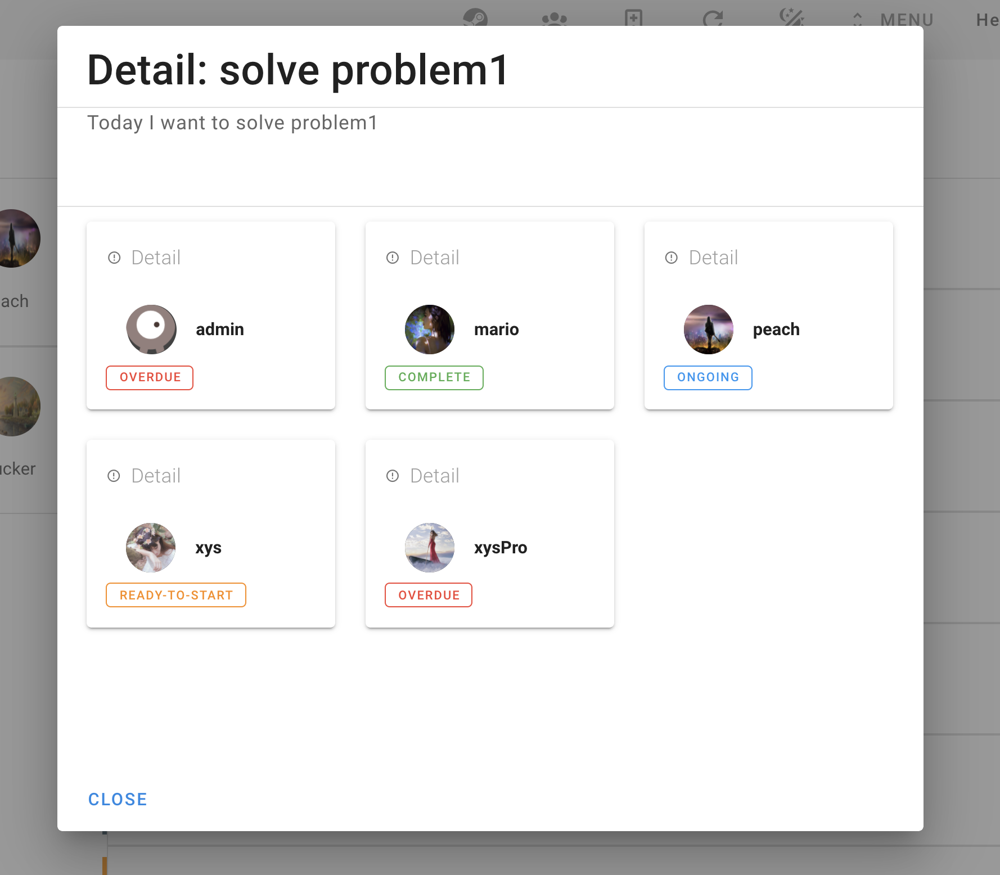 MENU
He
Detail: solve problem1
Today I want to solve problem1
Detail
admin
OVERDUE
Detail
mario
COMPLETE
Detail
peach
ONGOING
ach
Detail
xys
READY-TO-START
Detail
xysPro
OVERDUE
ucker
CLOSE